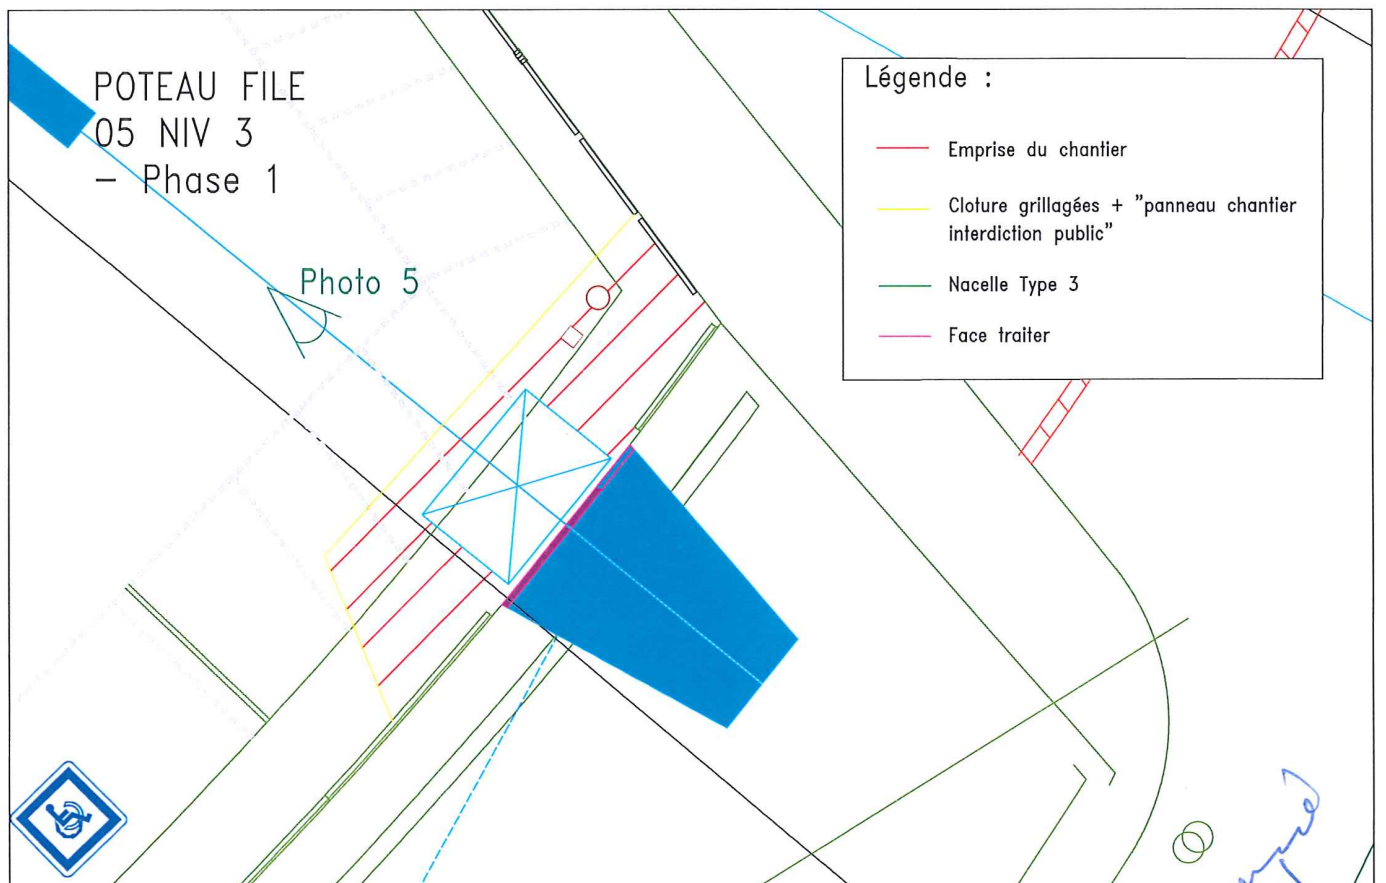 POTEAU FILE
05 NIV 3
– Phase 1
Photo 5
Légende :
Emprise du chantier
Cloture grillagées + "panneau chantier
interdiction public"
Nacelle Type 3
Face traiter